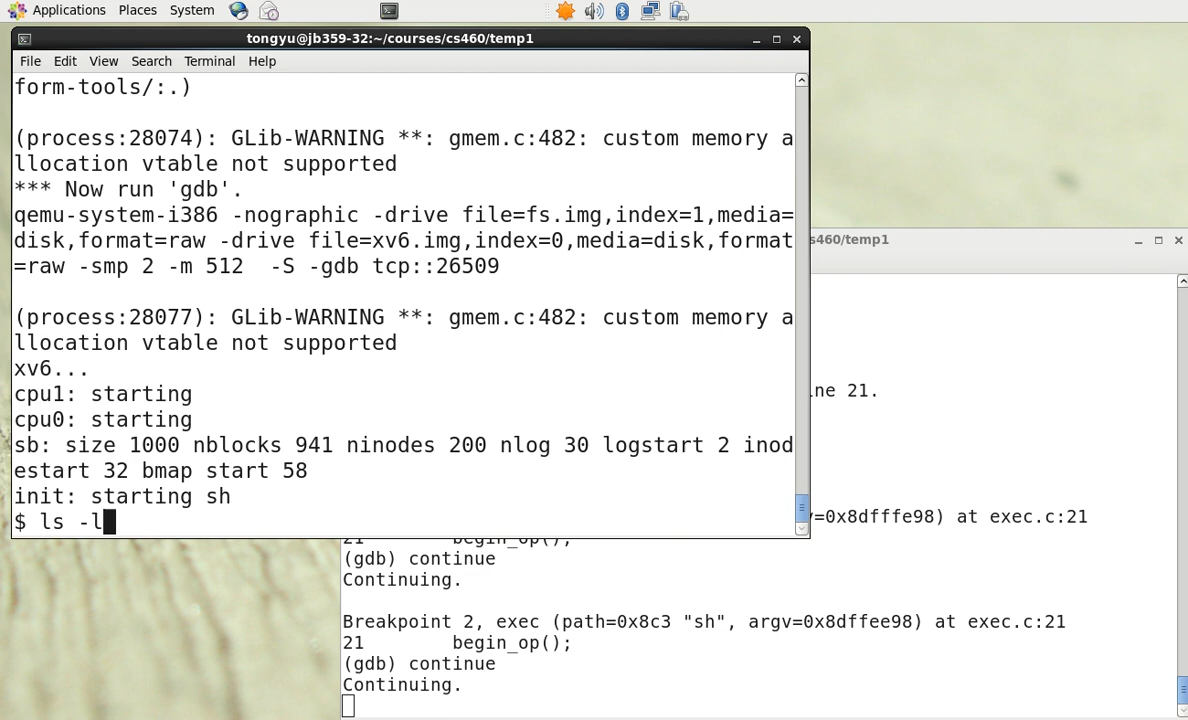 Applications Places System
tongyu@jb359-32:~/courses/cs460/temp1
File Edit View Search Terminal Help
form-tools/:.)
(process:28074): GLib-WARNING **: gmem.c:482: custom memory a
llocation vtable not supported
*** Now run 'gdb'.
qemu-system-i386 -nographic -drive file=fs.img,index=1,media=
disk,format=raw -drive file=xv6.img,index=0,media=disk,format
=raw -smp 2 -m 512  -S -gdb tcp::26509
(process:28077): GLib-WARNING **: gmem.c:482: custom memory a
llocation vtable not supported
xv6...
cpu1: starting
cpu0: starting
sb: size 1000 nblocks 941 ninodes 200 nlog 30 logstart 2 inod
estart 32 bmap start 58
init: starting sh
$ ls -l
s460/temp1
ine 21.
v=0x8dfffe98) at exec.c:21
21 begin_op();
(gdb) continue
Continuing.
Breakpoint 2, exec (path=0x8c3 "sh", argv=0x8dffee98) at exec.c:21
21 begin_op();
(gdb) continue
Continuing.